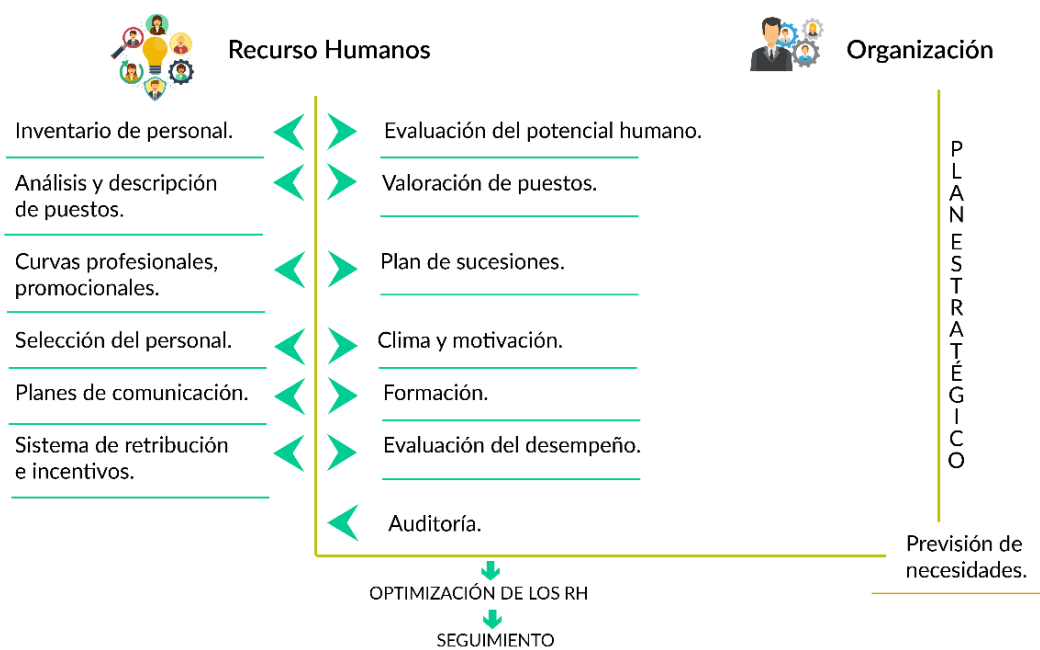 Recurso Humanos
Organización
Inventario de personal.
Evaluación del potencial humano.
Análisis y descripción
de puestos.
Valoración de puestos.
Curvas profesionales,
promocionales.
Plan de sucesiones.
Selección del personal.
Clima y motivación.
Planes de comunicación.
Formación.
Sistema de retribución
e incentivos.
Evaluación del desempeño.
Auditoría.
PLAN ESTRATÉGICO
Previsión de
necesidades.
OPTIMIZACIÓN DE LOS RH
SEGUIMIENTO